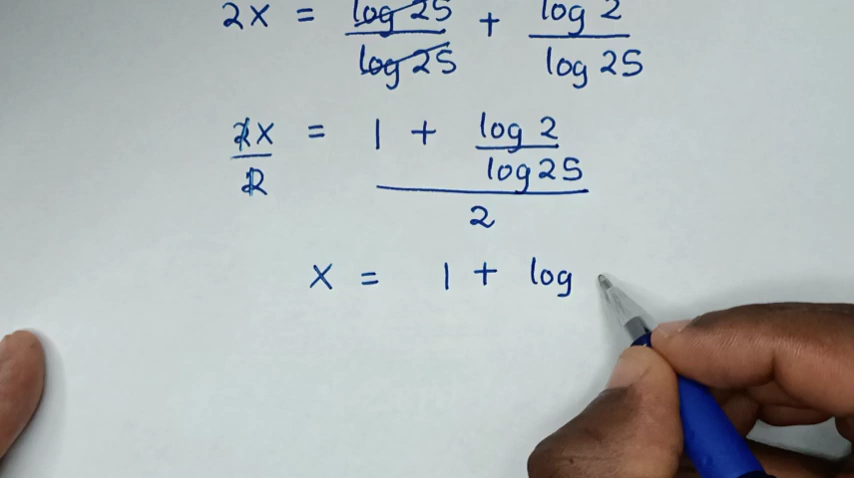 2x = log 25 / log 25 + log 2 / log 25
2x / 2 = (1 + log 2 / log 25) / 2
x = 1 + log